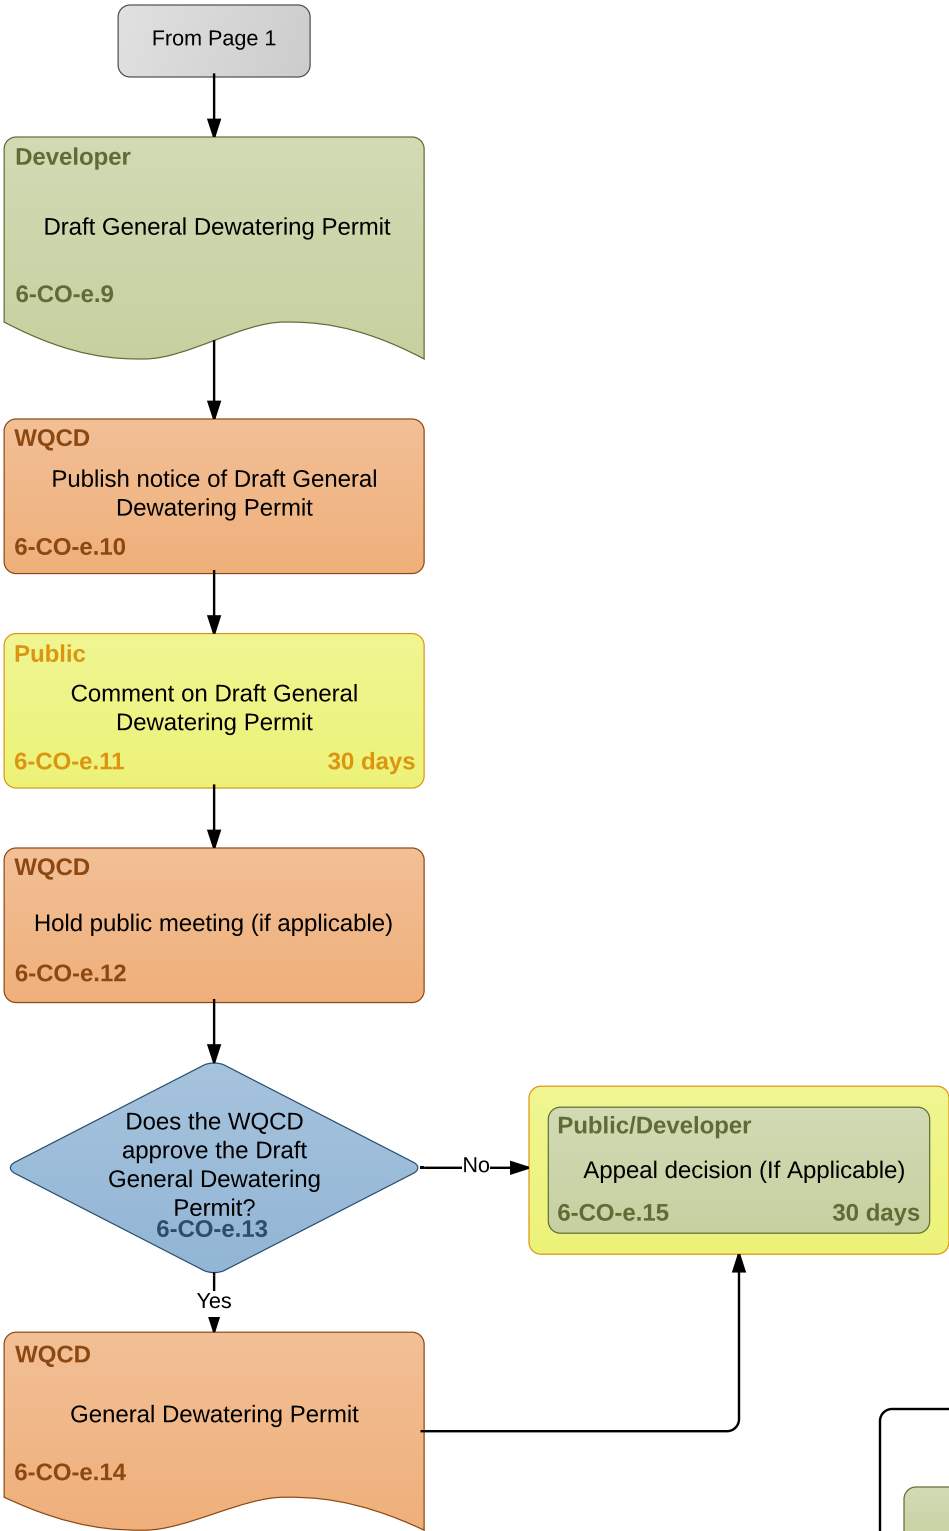 From Page 1
Developer
Draft General Dewatering Permit
6-CO-e.9
WQCD
Publish notice of Draft General
Dewatering Permit
6-CO-e.10
Public
Comment on Draft General
Dewatering Permit
6-CO-e.11 30 days
WQCD
Hold public meeting (if applicable)
6-CO-e.12
Does the WQCD
approve the Draft
General Dewatering
Permit?
6-CO-e.13
No
Public/Developer
Appeal decision (If Applicable)
6-CO-e.15 30 days
Yes
WQCD
General Dewatering Permit
6-CO-e.14